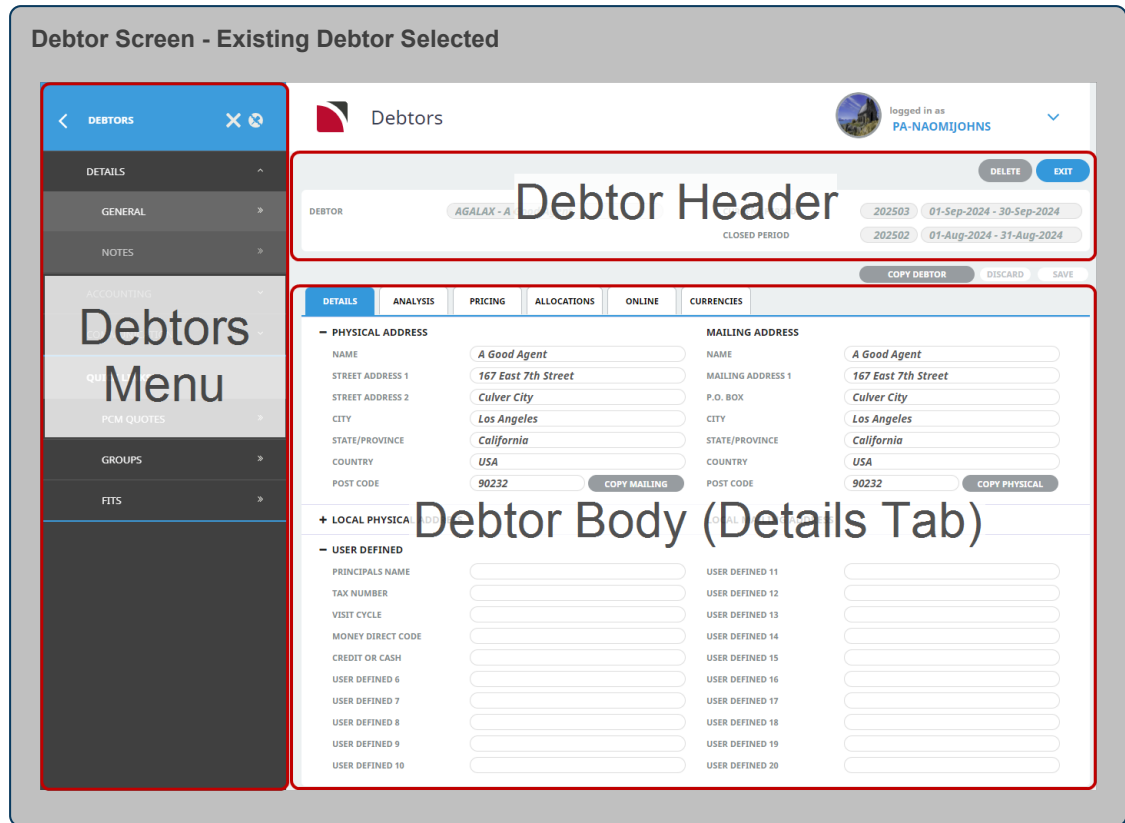 Debtor Screen - Existing Debtor Selected
DEBTORS
Debtors
logged in as
PA-NAOMIJOHNS
DETAILS
GENERAL
NOTES
ACCOUNTING
Debtors
Menu
PCM QUOTES
GROUPS
FITS
DELETE EXIT
Debtor Header
DEBTOR AGALAX - A
202503 01-Sep-2024 - 30-Sep-2024
CLOSED PERIOD 202502 01-Aug-2024 - 31-Aug-2024
COPY DEBTOR DISCARD SAVE
DETAILS ANALYSIS PRICING ALLOCATIONS ONLINE CURRENCIES
PHYSICAL ADDRESS MAILING ADDRESS
NAME A Good Agent NAME A Good Agent
STREET ADDRESS 1 167 East 7th Street MAILING ADDRESS 1 167 East 7th Street
STREET ADDRESS 2 Culver City P.O. BOX Culver City
CITY Los Angeles CITY Los Angeles
STATE/PROVINCE California STATE/PROVINCE California
COUNTRY USA COUNTRY USA
POST CODE 90232 COPY MAILING POST CODE 90232 COPY PHYSICAL
+ LOCAL PHYSICAL ADDRESS LOCAL MAILING ADDRESS
Debtor Body (Details Tab)
USER DEFINED
PRINCIPALS NAME USER DEFINED 11
TAX NUMBER USER DEFINED 12
VISIT CYCLE USER DEFINED 13
MONEY DIRECT CODE USER DEFINED 14
CREDIT OR CASH USER DEFINED 15
USER DEFINED 6 USER DEFINED 16
USER DEFINED 7 USER DEFINED 17
USER DEFINED 8 USER DEFINED 18
USER DEFINED 9 USER DEFINED 19
USER DEFINED 10 USER DEFINED 20